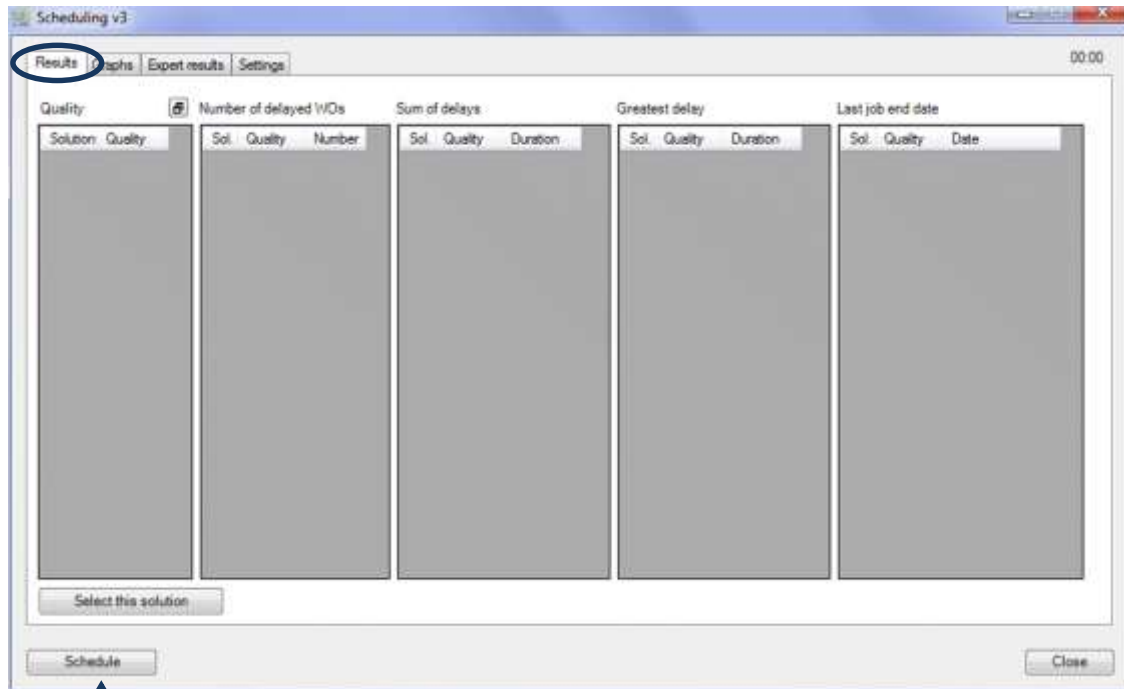 Scheduling v3
Results Graphs Expert results Settings 00:00
Quality Number of delayed WOs Sum of delays Greatest delay Last job end date
Solution Quality Sol. Quality Number Sol. Quality Duration Sol. Quality Duration Sol. Quality Date
Select this solution
Schedule Close